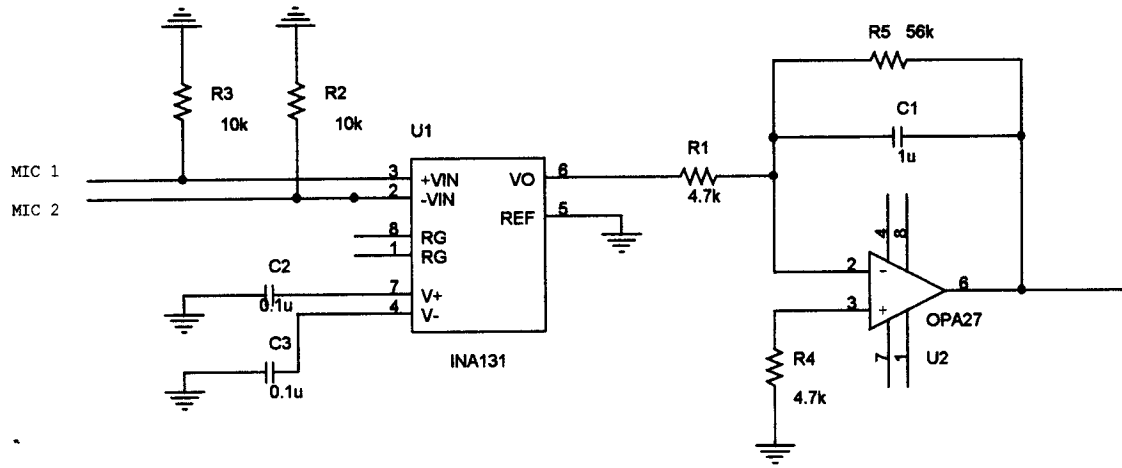 R5 56k
C1
1u
R3
10k
R2
10k
U1
R1
4.7k
MIC 1
MIC 2
3
2
+VIN
-VIN
VO
6
REF
5
8
1
RG
RG
C2
0.1u
7
4
V+
V-
C3
0.1u
INA131
4
8
2
-
3
+
6
OPA27
7
1
U2
R4
4.7k